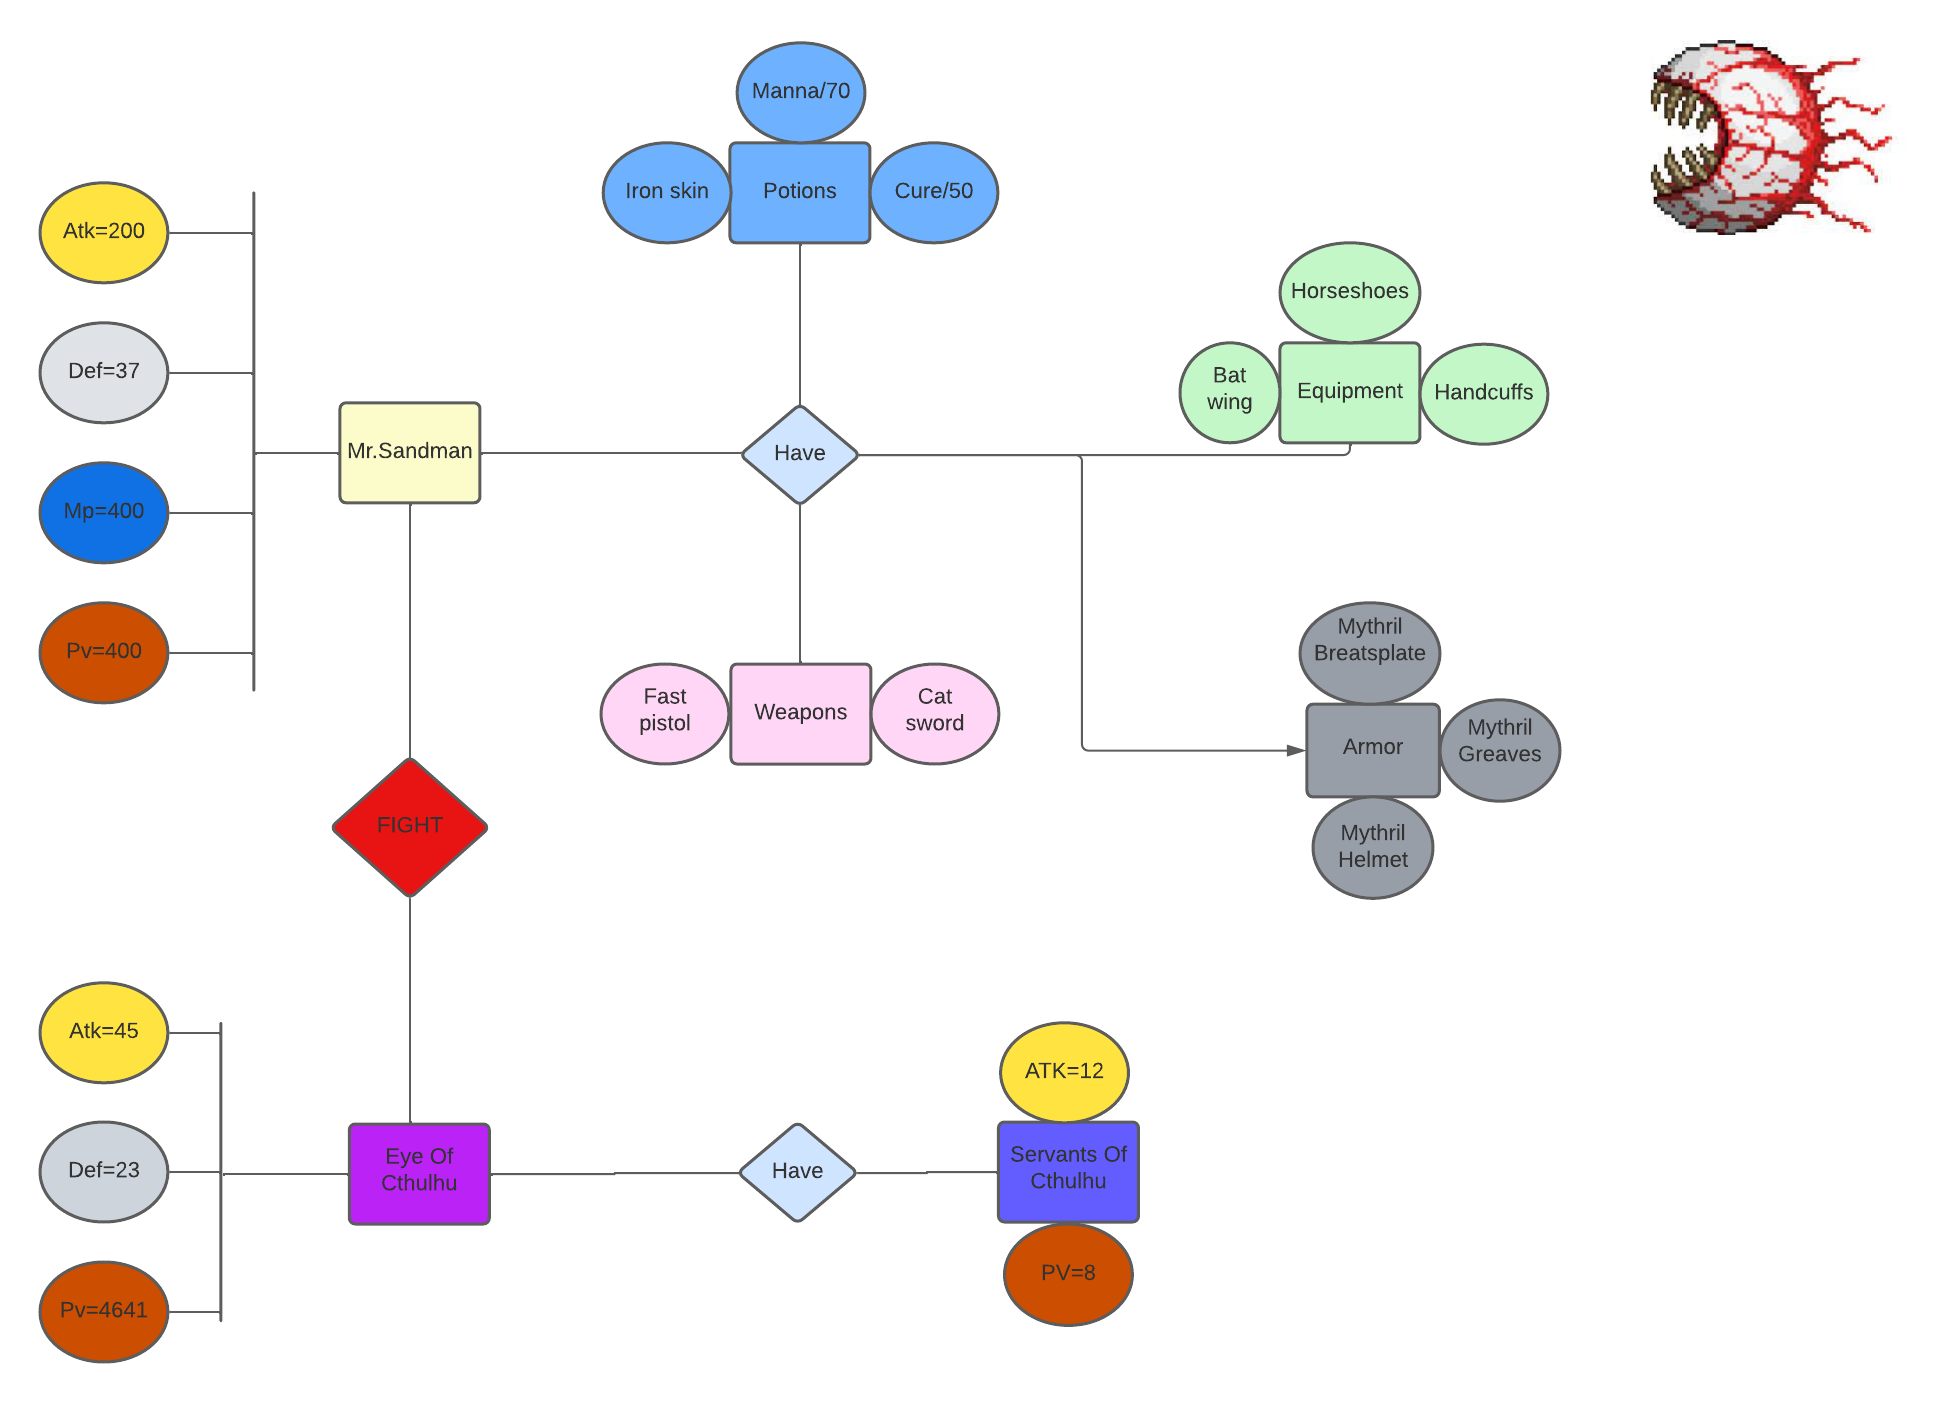 Manna/70
Iron skin
Potions
Cure/50
Atk=200
Def=37
Mp=400
Pv=400
Mr.Sandman
Have
Horseshoes
Bat
wing
Equipment
Handcuffs
Fast
pistol
Weapons
Cat
sword
Mythril
Breatsplate
Armor
Mythril
Greaves
Mythril
Helmet
FIGHT
Atk=45
Def=23
Pv=4641
Eye Of
Cthulhu
Have
ATK=12
Servants Of
Cthulhu
PV=8